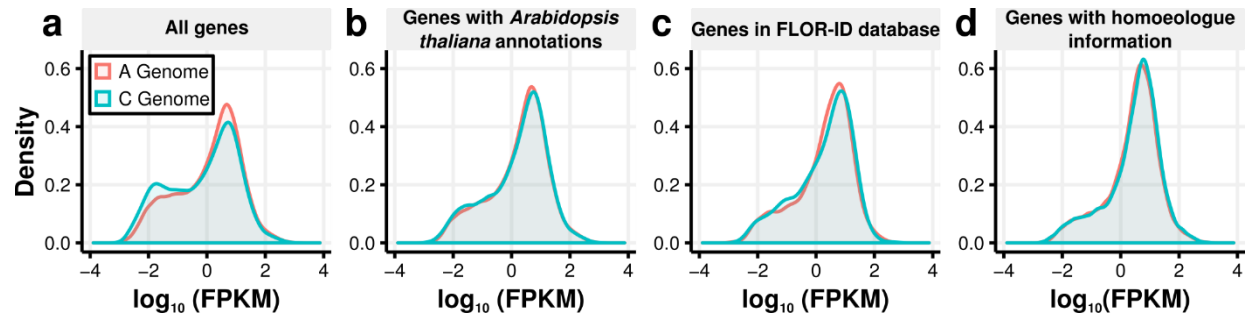 a
All genes
b
Genes with Arabidopsis
thaliana annotations
c
Genes in FLOR-ID database
d
Genes with homoeologue
information
A Genome
C Genome
Density
0.6
0.4
0.2
0.0
−4 −2 0 2 4
log10 (FPKM)
0.6
0.4
0.2
0.0
−4 −2 0 2 4
log10 (FPKM)
0.6
0.4
0.2
0.0
−4 −2 0 2 4
log10 (FPKM)
0.6
0.4
0.2
0.0
−4 −2 0 2 4
log10(FPKM)